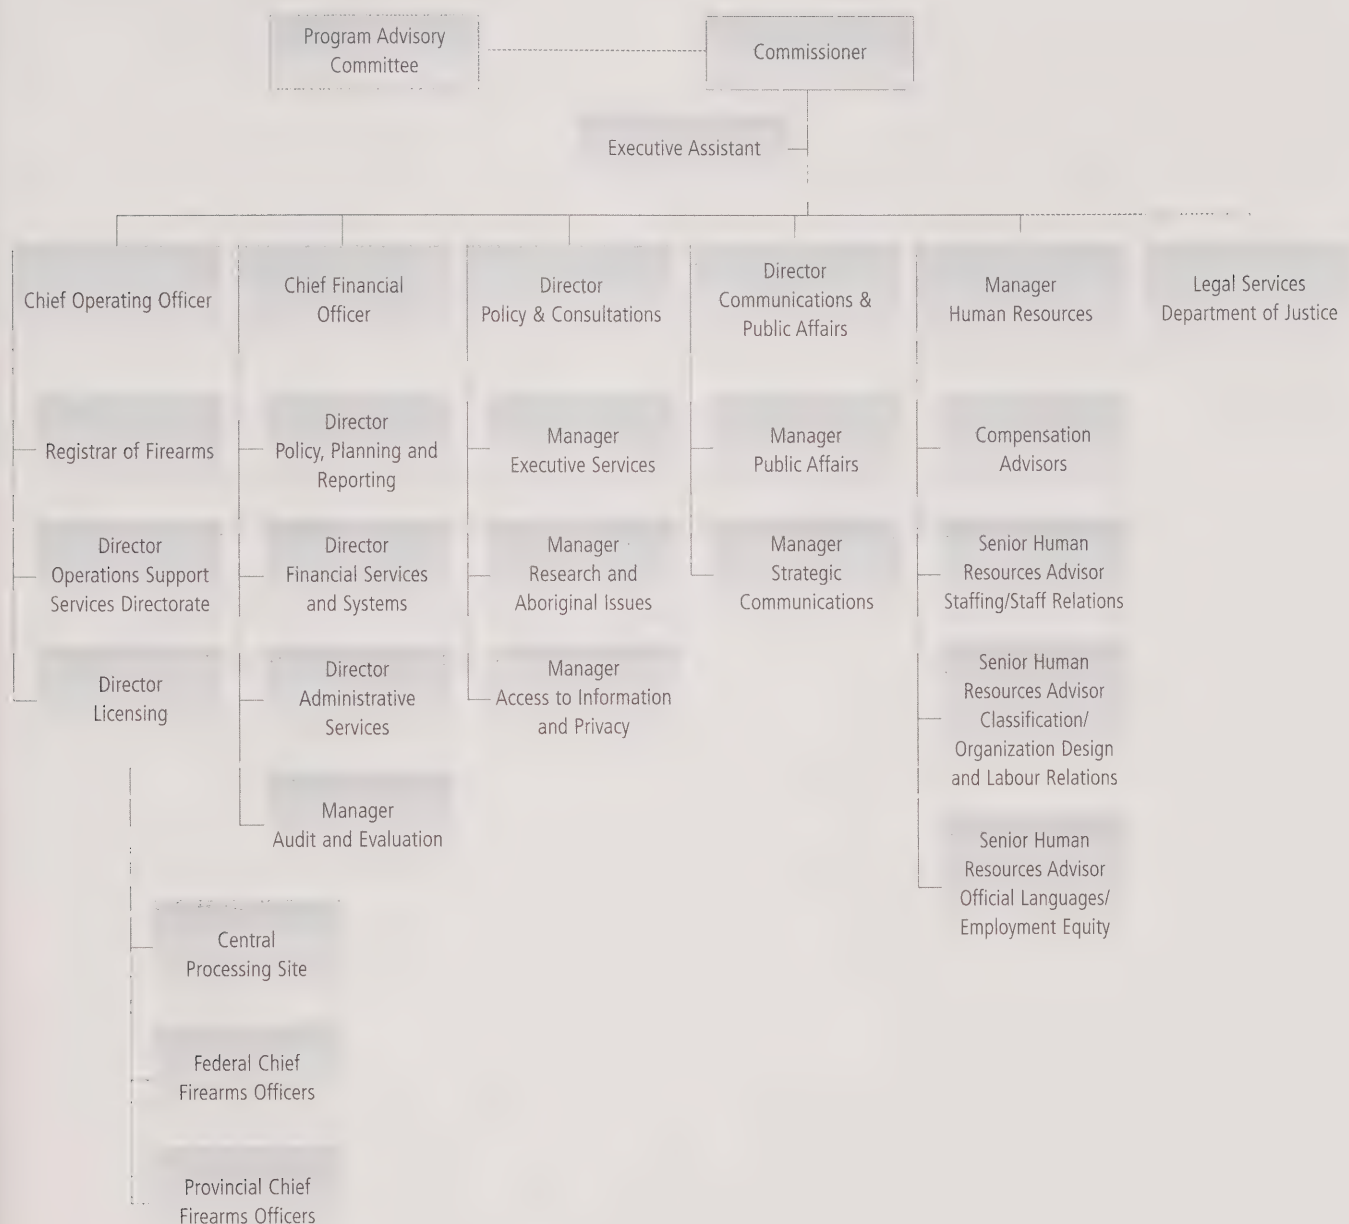 Program Advisory
Committee
Commissioner
Executive Assistant
Chief Operating Officer
Chief Financial
Officer
Director
Policy & Consultations
Director
Communications &
Public Affairs
Manager
Human Resources
Legal Services
Department of Justice
Registrar of Firearms
Director
Operations Support
Services Directorate
Director
Licensing
Central
Processing Site
Federal Chief
Firearms Officers
Provincial Chief
Firearms Officers
Director
Policy, Planning and
Reporting
Director
Financial Services
and Systems
Director
Administrative
Services
Manager
Audit and Evaluation
Manager
Executive Services
Manager
Research and
Aboriginal Issues
Manager
Access to Information
and Privacy
Manager
Public Affairs
Manager
Strategic
Communications
Compensation
Advisors
Senior Human
Resources Advisor
Staffing/Staff Relations
Senior Human
Resources Advisor
Classification/
Organization Design
and Labour Relations
Senior Human
Resources Advisor
Official Languages/
Employment Equity